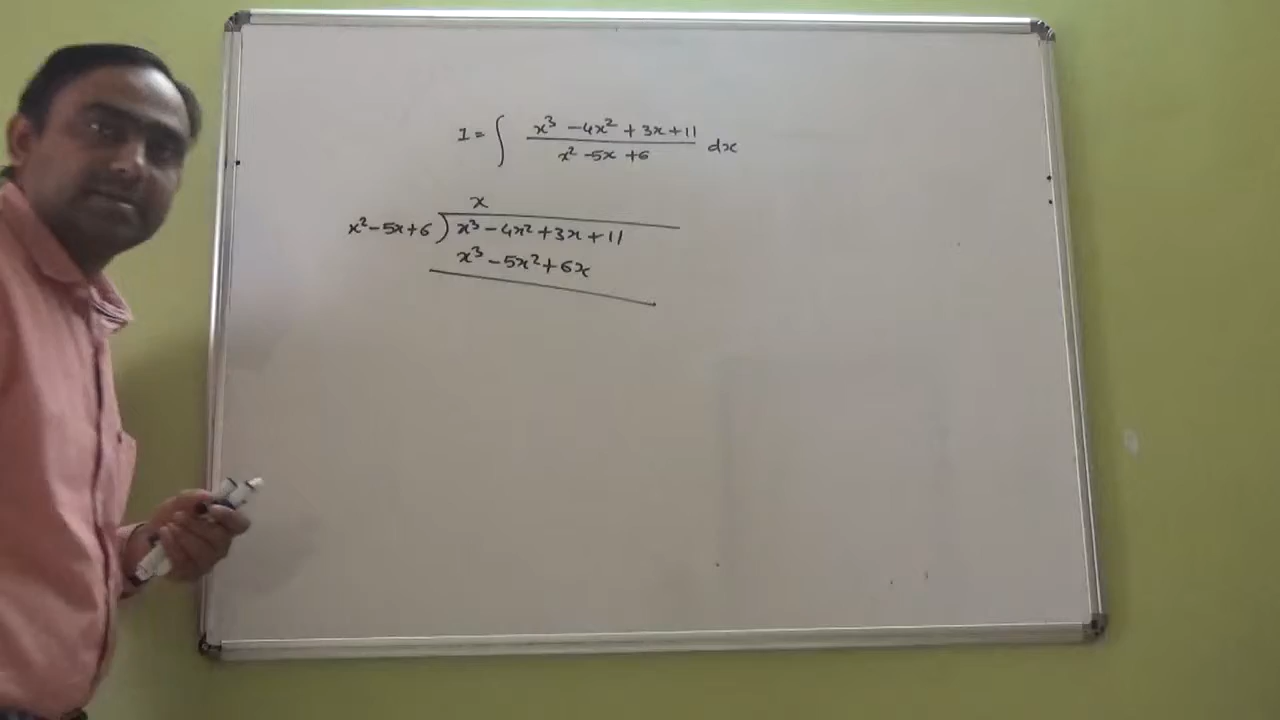 I = ∫ x³ - 4x² + 3x + 11 / x² - 5x + 6 dx
x
x² - 5x + 6 ) x³ - 4x² + 3x + 11
x³ - 5x² + 6x